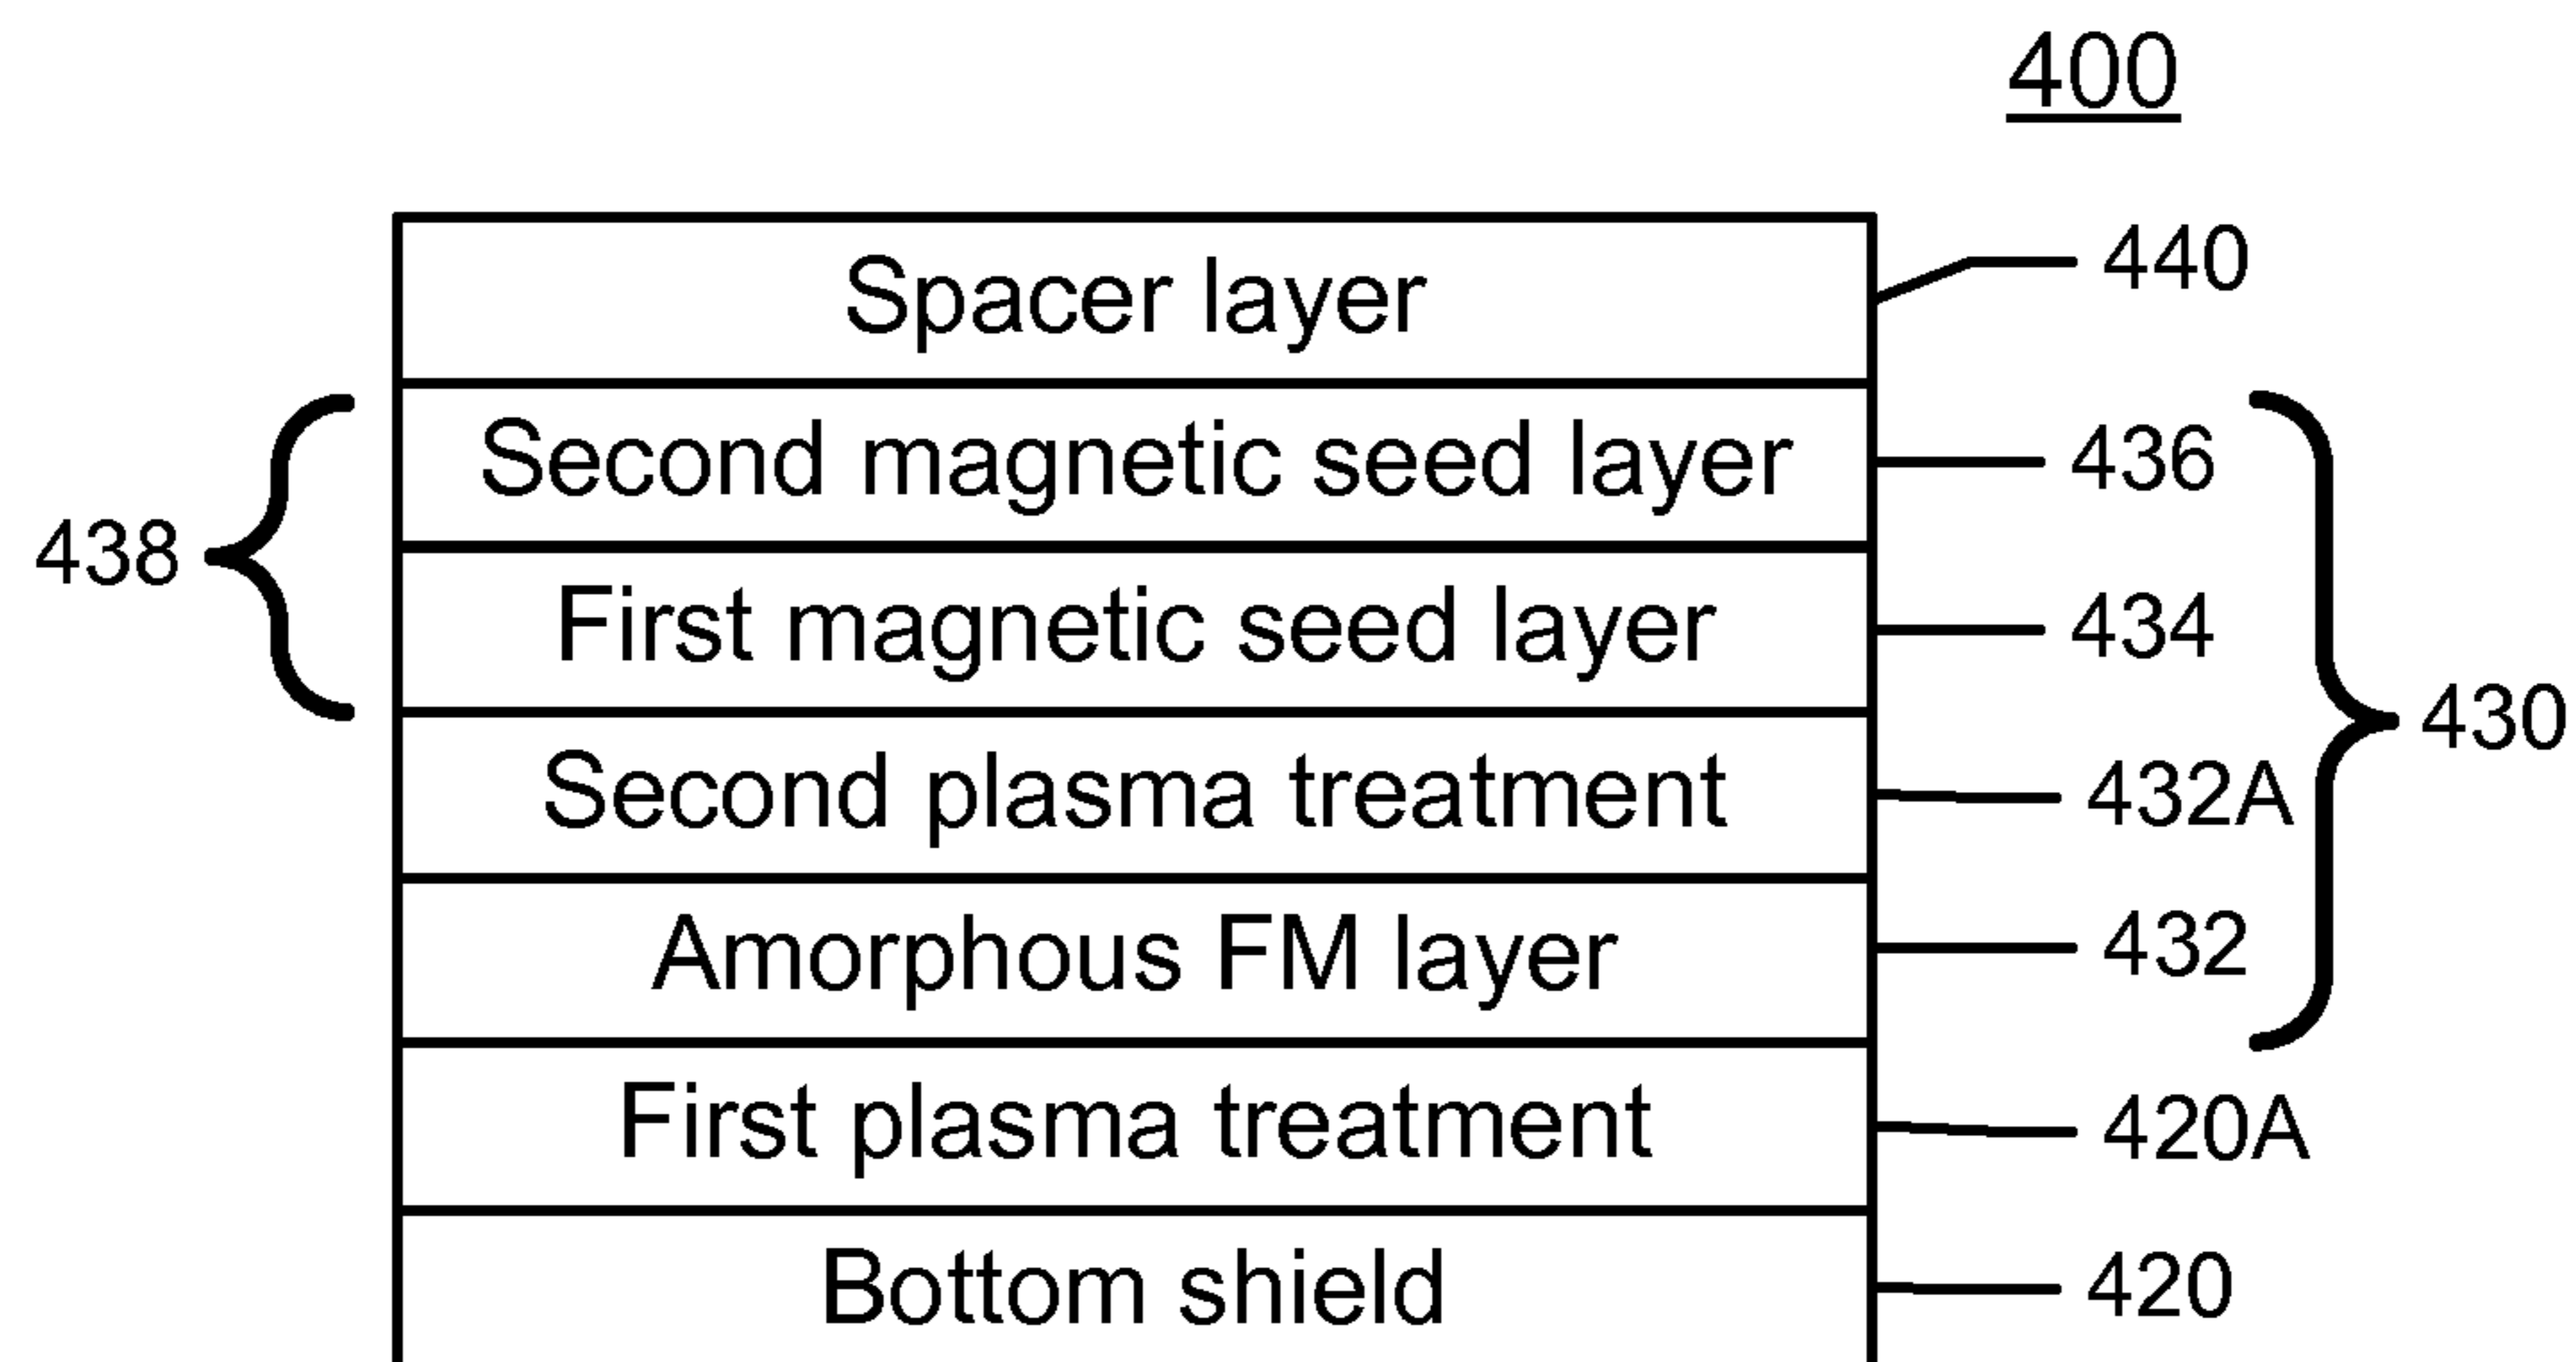 400
Spacer layer 440
Second magnetic seed layer 436
438
First magnetic seed layer 434
430
Second plasma treatment 432A
Amorphous FM layer 432
First plasma treatment 420A
Bottom shield 420